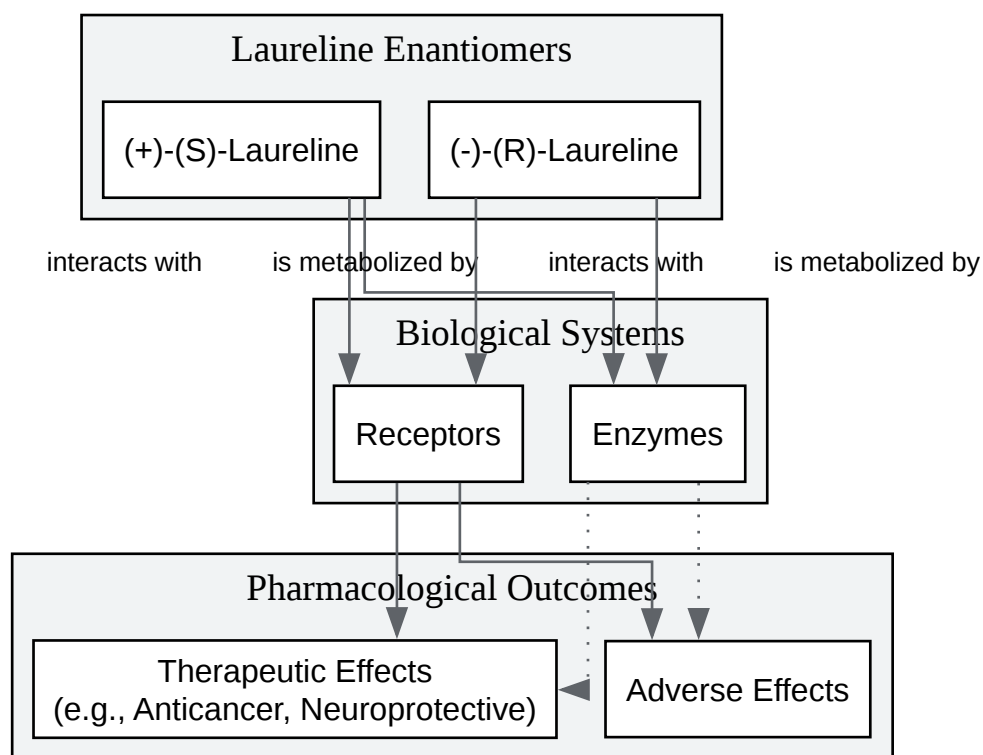 Laureline Enantiomers
(+)-(S)-Laureline
(-)-(R)-Laureline
interacts with
is metabolized by
interacts with
is metabolized by
Biological Systems
Receptors
Enzymes
Pharmacological Outcomes
Therapeutic Effects
(e.g., Anticancer, Neuroprotective)
Adverse Effects